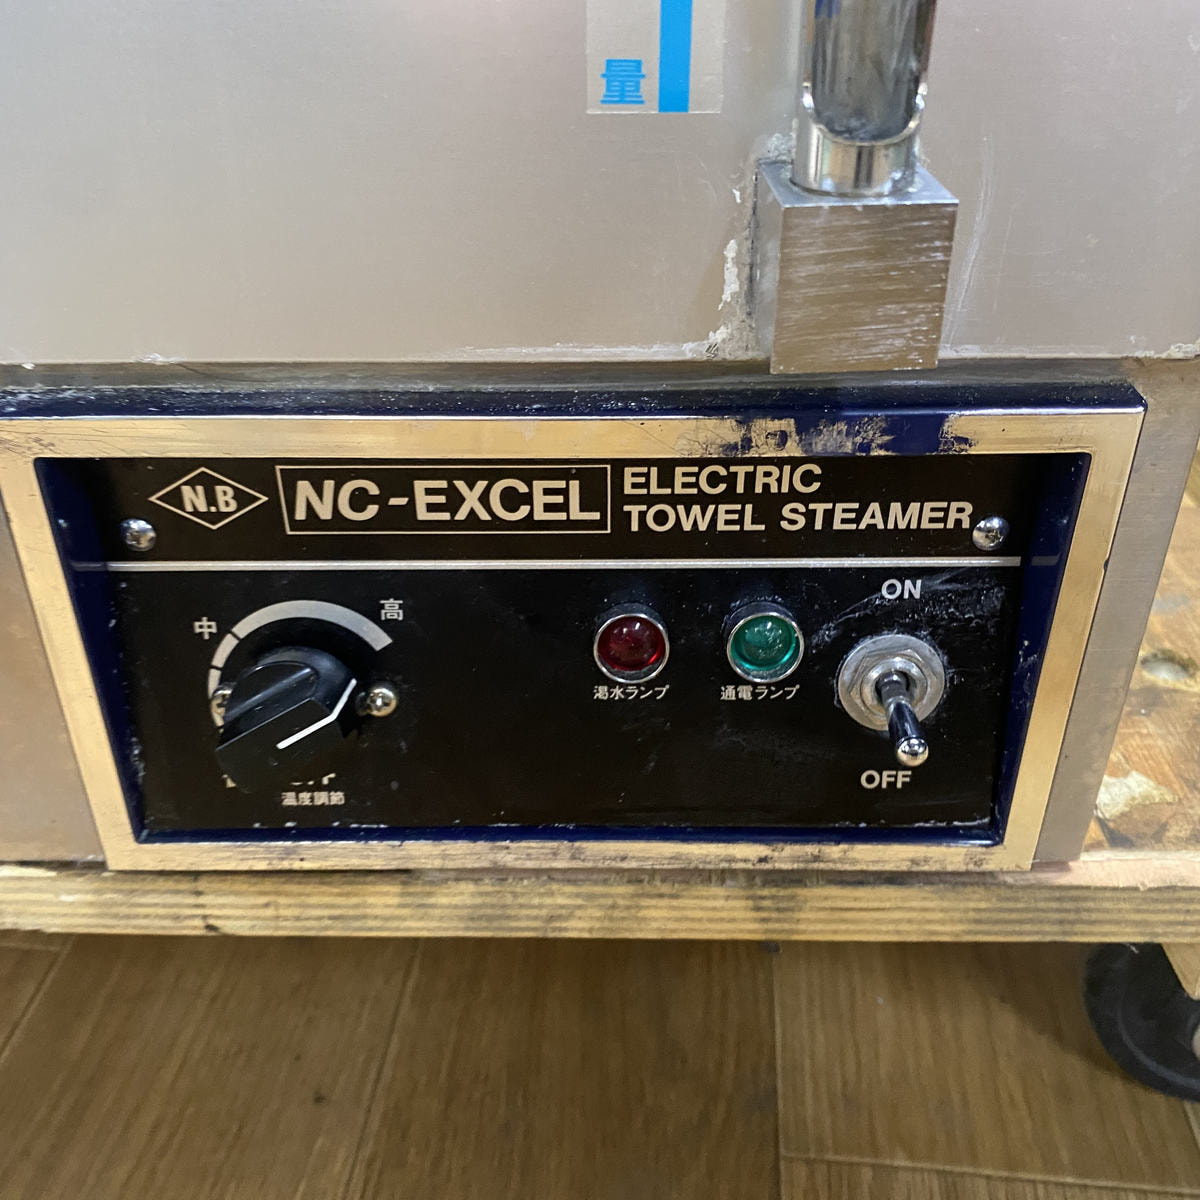 量
N.B
NC-EXCEL
ELECTRIC
TOWEL STEAMER
ON
中
高
渇水ランプ
通電ランプ
OFF
温度調節